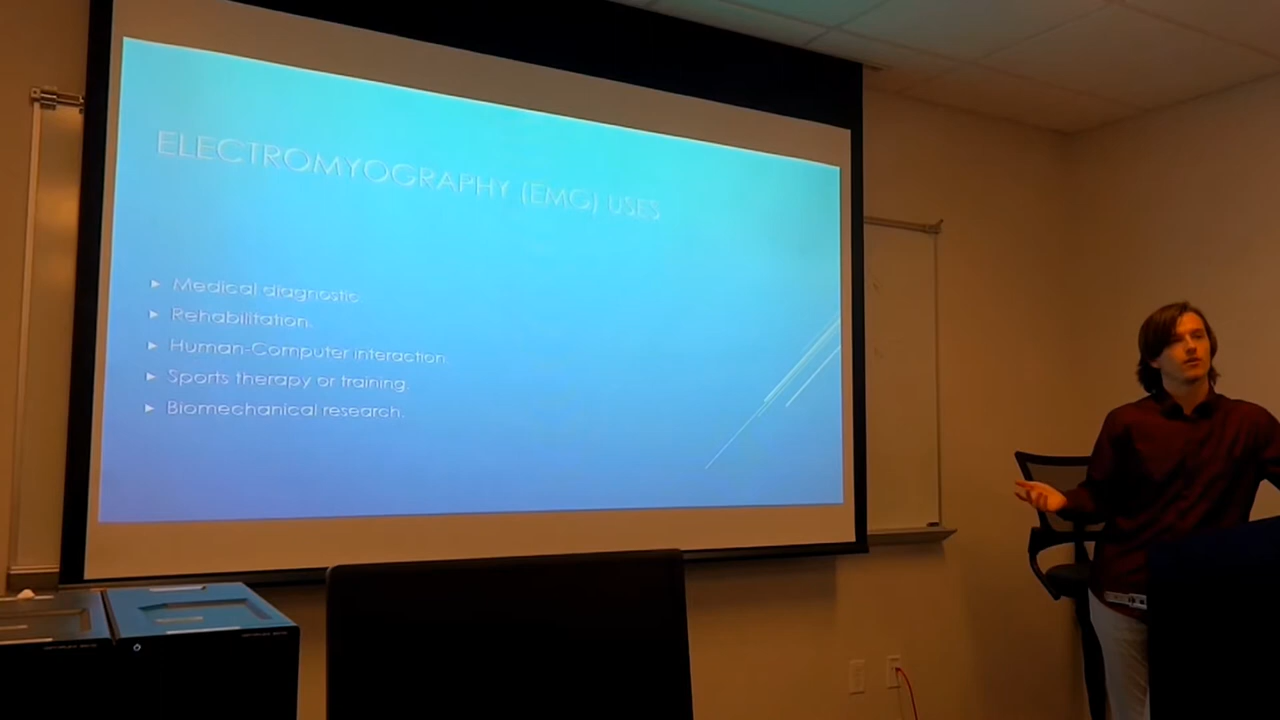 ELECTROMYOGRAPHY (EMG) USES
Medical diagnostic.
Rehabilitation.
Human-Computer interaction.
Sports therapy or training.
Biomechanical research.